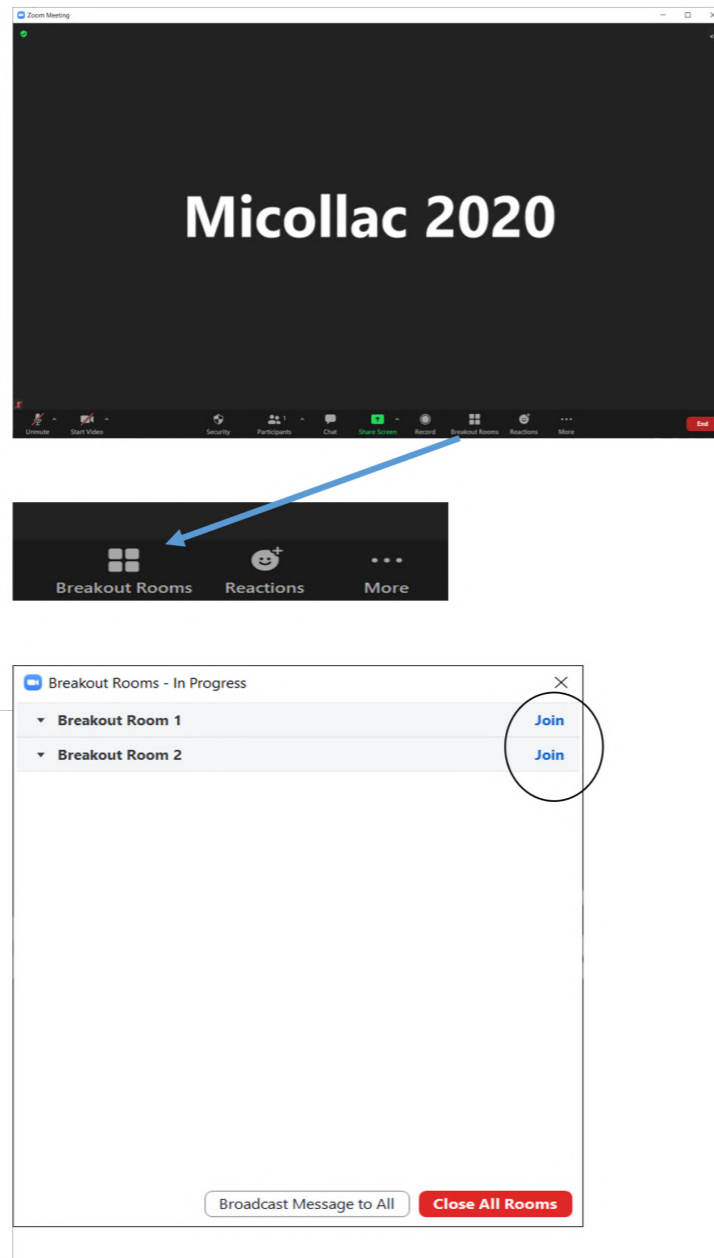 Zoom Meeting
Micollac 2020
Unmute Start Video Security Participants 1 Chat Share Screen Record Breakout Rooms Reactions More End
Breakout Rooms Reactions More
Breakout Rooms - In Progress
Breakout Room 1 Join
Breakout Room 2 Join
Broadcast Message to All Close All Rooms